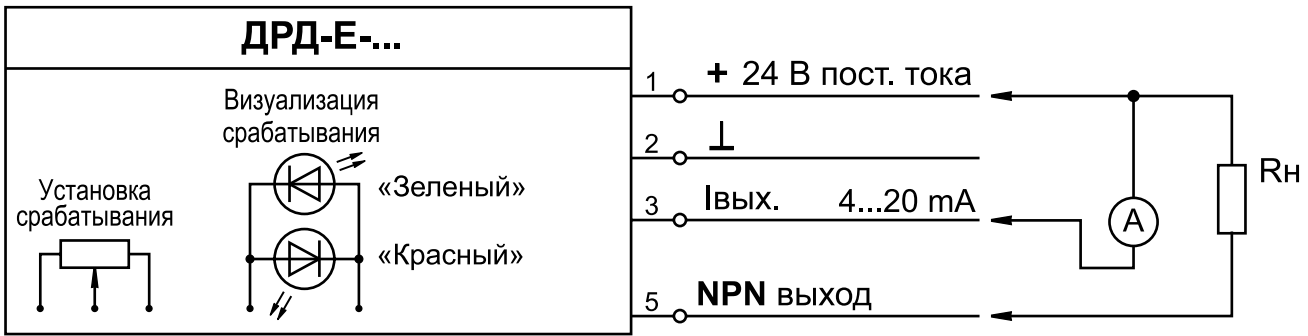 ДРД-Е-...
Визуализация
срабатывания
«Зеленый»
«Красный»
Установка
срабатывания
1 + 24 В пост. тока
2 ⊥
3 Iвых. 4...20 mA
5 NPN выход
A
Rн